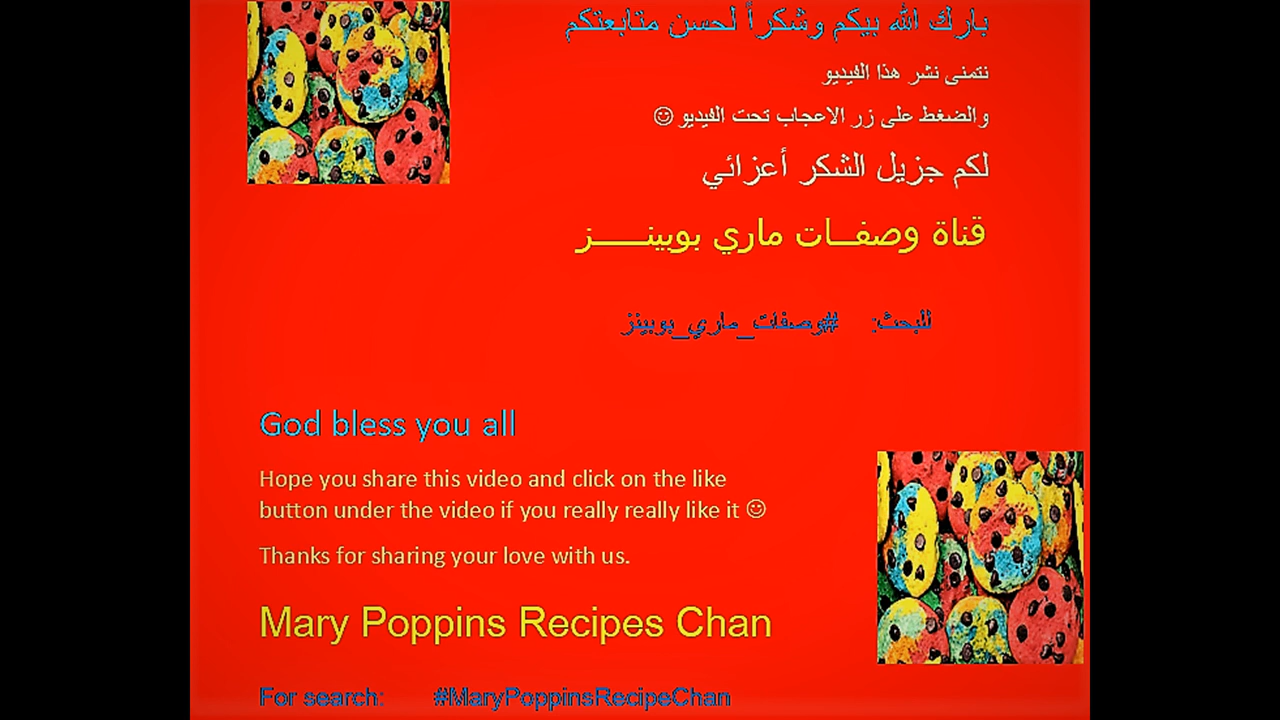 بارك الله بيكم وشكراً لحسن متابعتكم
نتمنى نشر هذا الفيديو
والضغط على زر الاعجاب تحت الفيديو ☺
لكم جزيل الشكر أعزائي
قناة وصفــات ماري بوبينـــــز
للبحث: #وصفات_ماري_بوبينز
God bless you all
Hope you share this video and click on the like
button under the video if you really really like it ☺
Thanks for sharing your love with us.
Mary Poppins Recipes Chan
For search: #MaryPoppinsRecipeChan